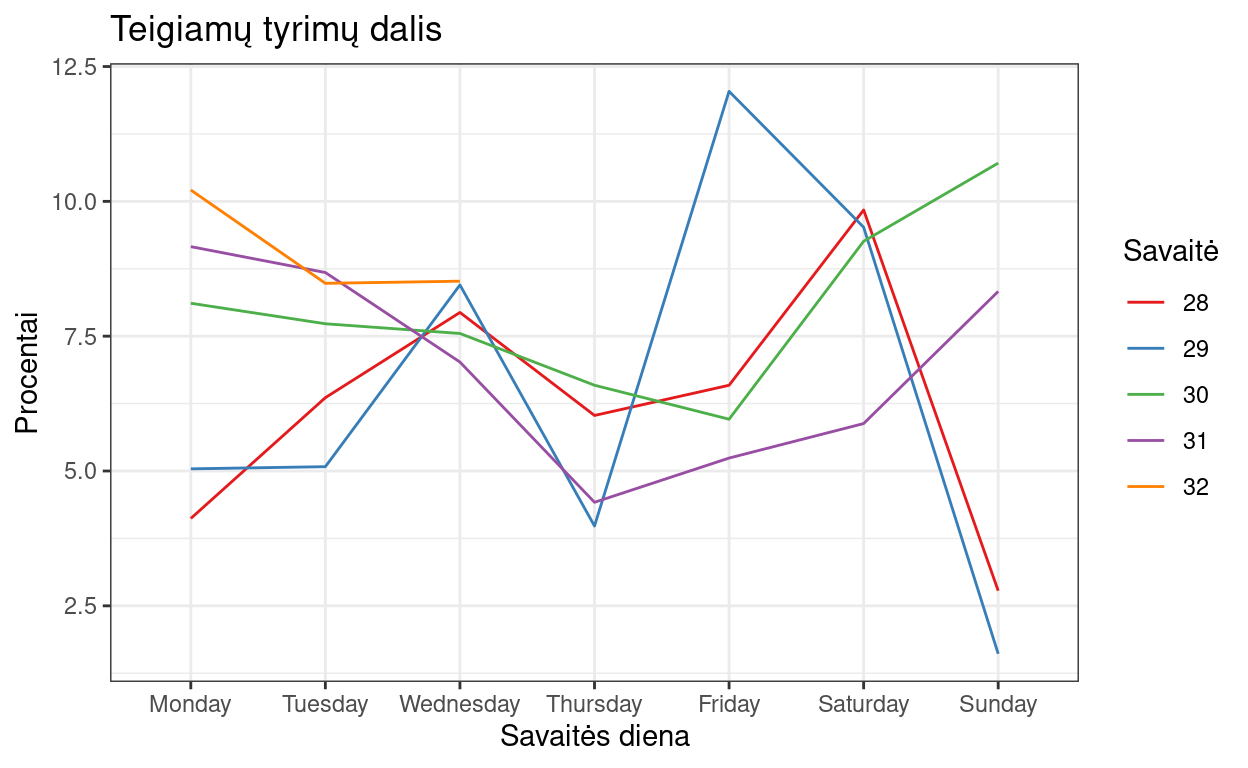 Teigiamų tyrimų dalis
12.5
10.0
7.5
5.0
2.5
Procentai
Monday Tuesday Wednesday Thursday Friday Saturday Sunday
Savaitės diena
Savaitė
28
29
30
31
32